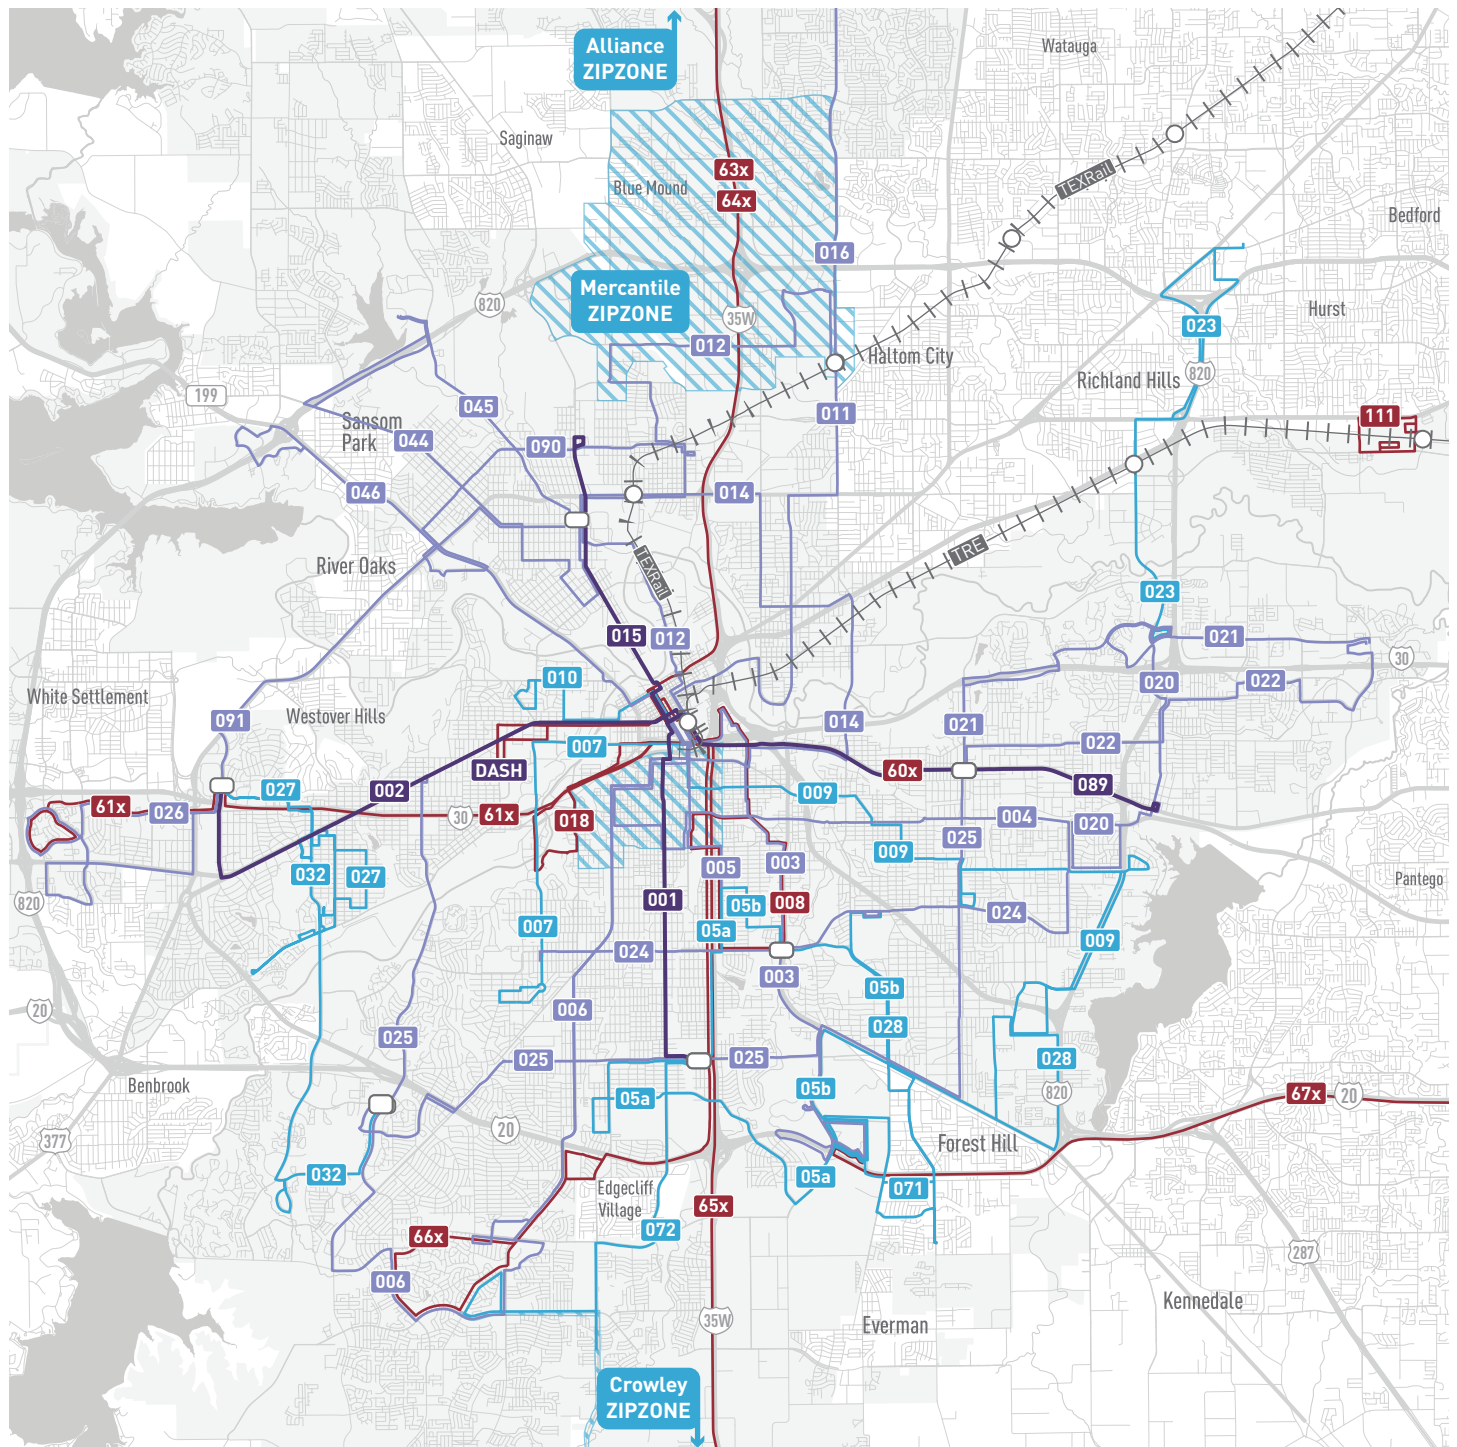 Alliance
ZIPZONE
Watauga
Saginaw
63x
Blue Mound
64x
TEXRail
Bedford
016
Mercantile
ZIPZONE
820
35W
Hurst
023
012
Haltom City
820
Richland Hills
199
045
011
111
Sansom
Park
044
090
046
014
TRE
River Oaks
TEXRail
023
015
012
021
30
010
020
022
White Settlement
Westover Hills
091
014
021
007
022
DASH
60x
089
002
027
009
61x
026
30
61x
018
004
020
025
009
005
003
032
027
Pantego
001
05b
008
820
024
007
05a
009
024
003
05b
20
006
028
025
025
025
028
Benbrook
05b
05a
820
67x
20
377
20
Forest Hill
032
05a
071
Edgecliff
Village
65x
072
66x
287
006
Kennedale
35W
Everman
Crowley
ZIPZONE